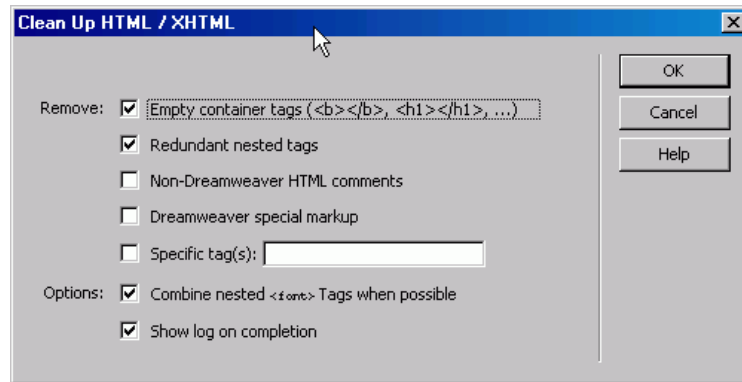 Clean Up HTML / XHTML
OK
Remove: Empty container tags (<b></b>, <h1></h1>, ...)
Cancel
Redundant nested tags
Help
Non-Dreamweaver HTML comments
Dreamweaver special markup
Specific tag(s):
Options: Combine nested <font> Tags when possible
Show log on completion